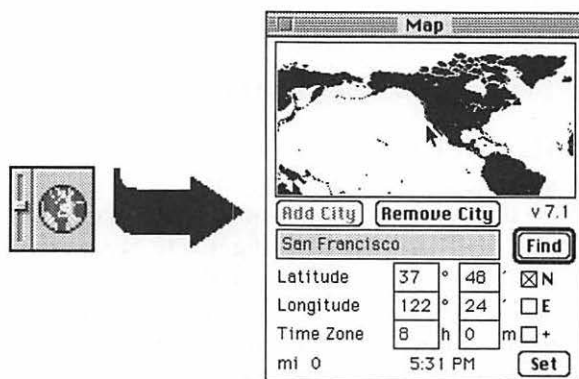 Map
Add City Remove City v 7.1
San Francisco Find
Latitude 37 ° 48 ′ N
Longitude 122 ° 24 ′ E
Time Zone 8 h 0 m +
mi 0 5:31 PM Set